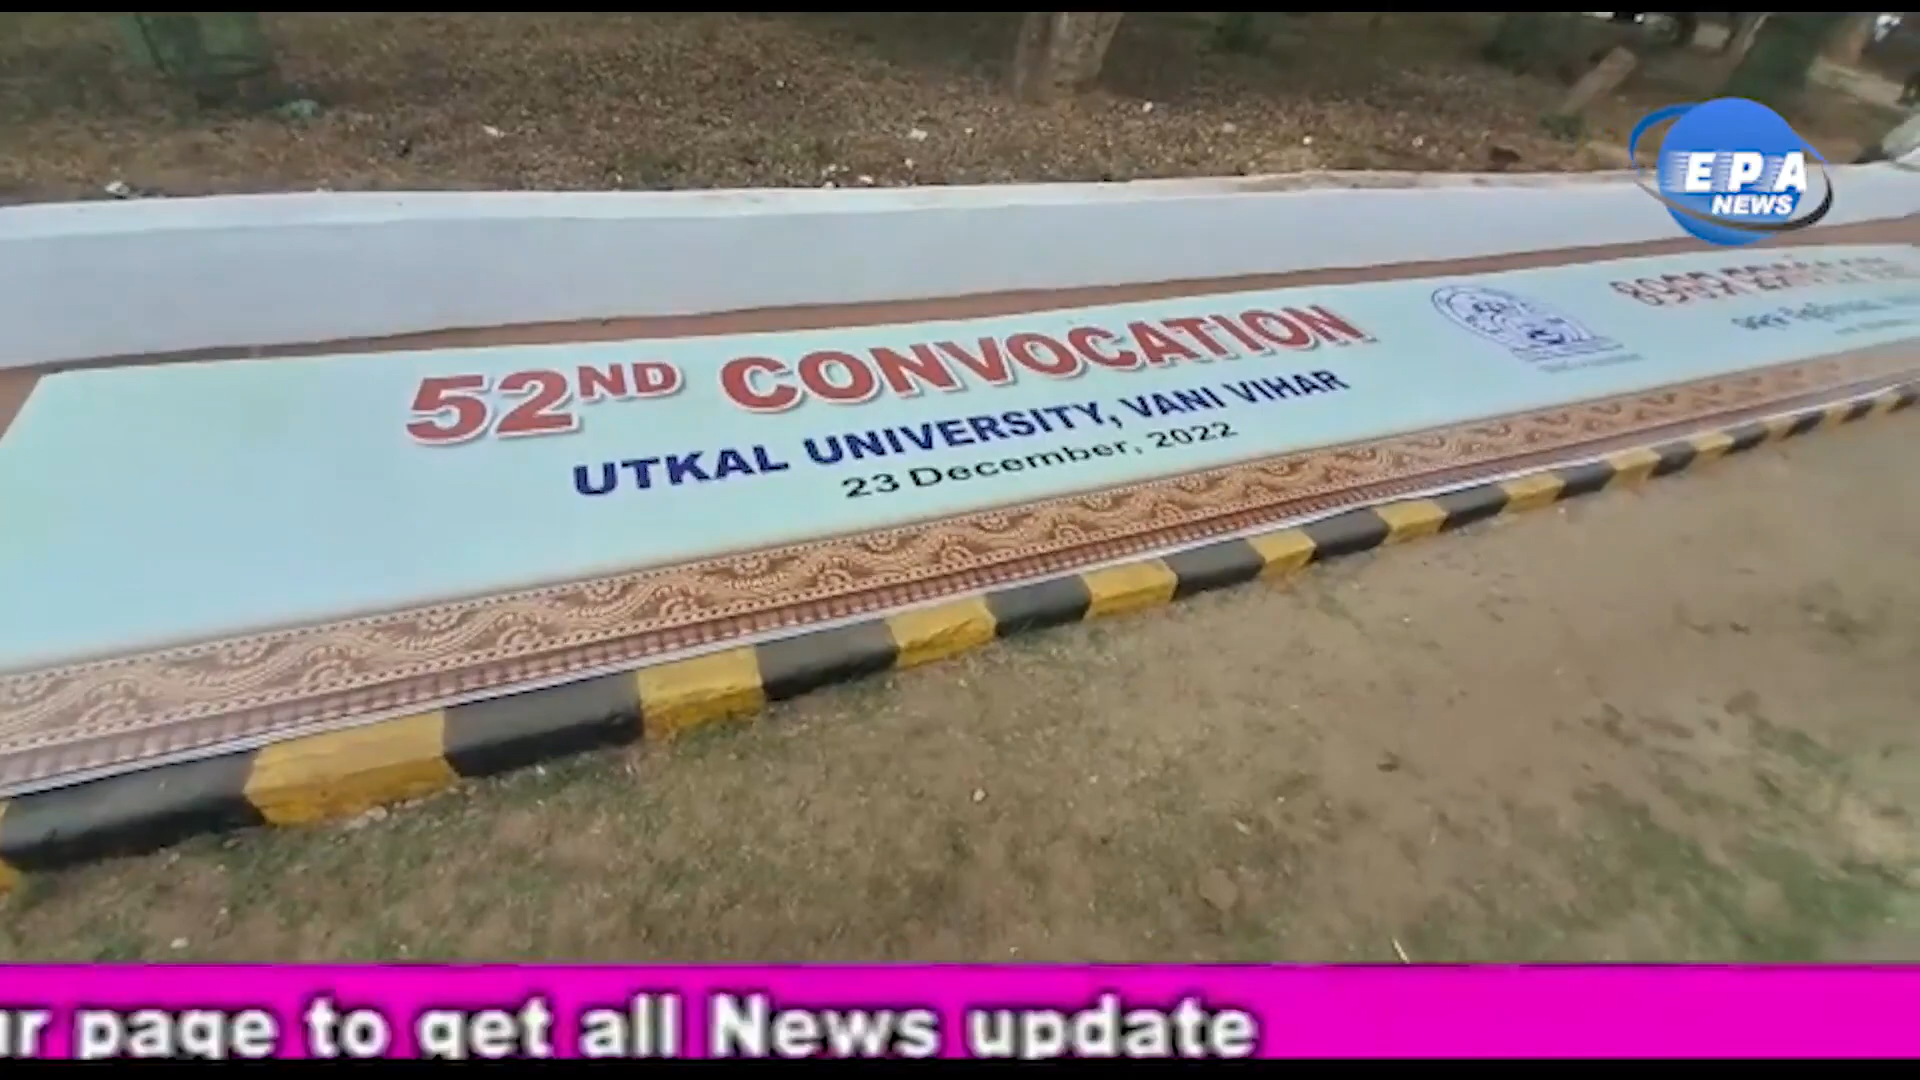 EPA
NEWS
52ND CONVOCATION
UTKAL UNIVERSITY, VANI VIHAR
23 December, 2022
page to get all News update